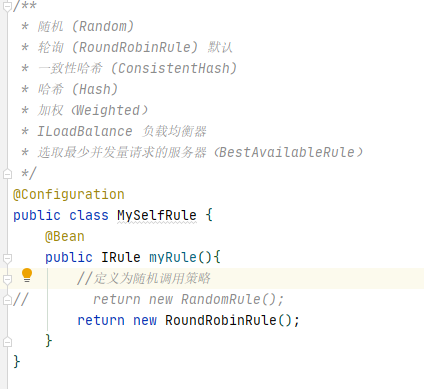 /**
 * 随机 (Random)
 * 轮询 (RoundRobinRule) 默认
 * 一致性哈希 (ConsistentHash)
 * 哈希 (Hash)
 * 加权（Weighted）
 * ILoadBalance 负载均衡器
 * 选取最少并发量请求的服务器（BestAvailableRule）
 */
@Configuration
public class MySelfRule {
    @Bean
    public IRule myRule(){
        //定义为随机调用策略
//        return new RandomRule();
        return new RoundRobinRule();
    }
}